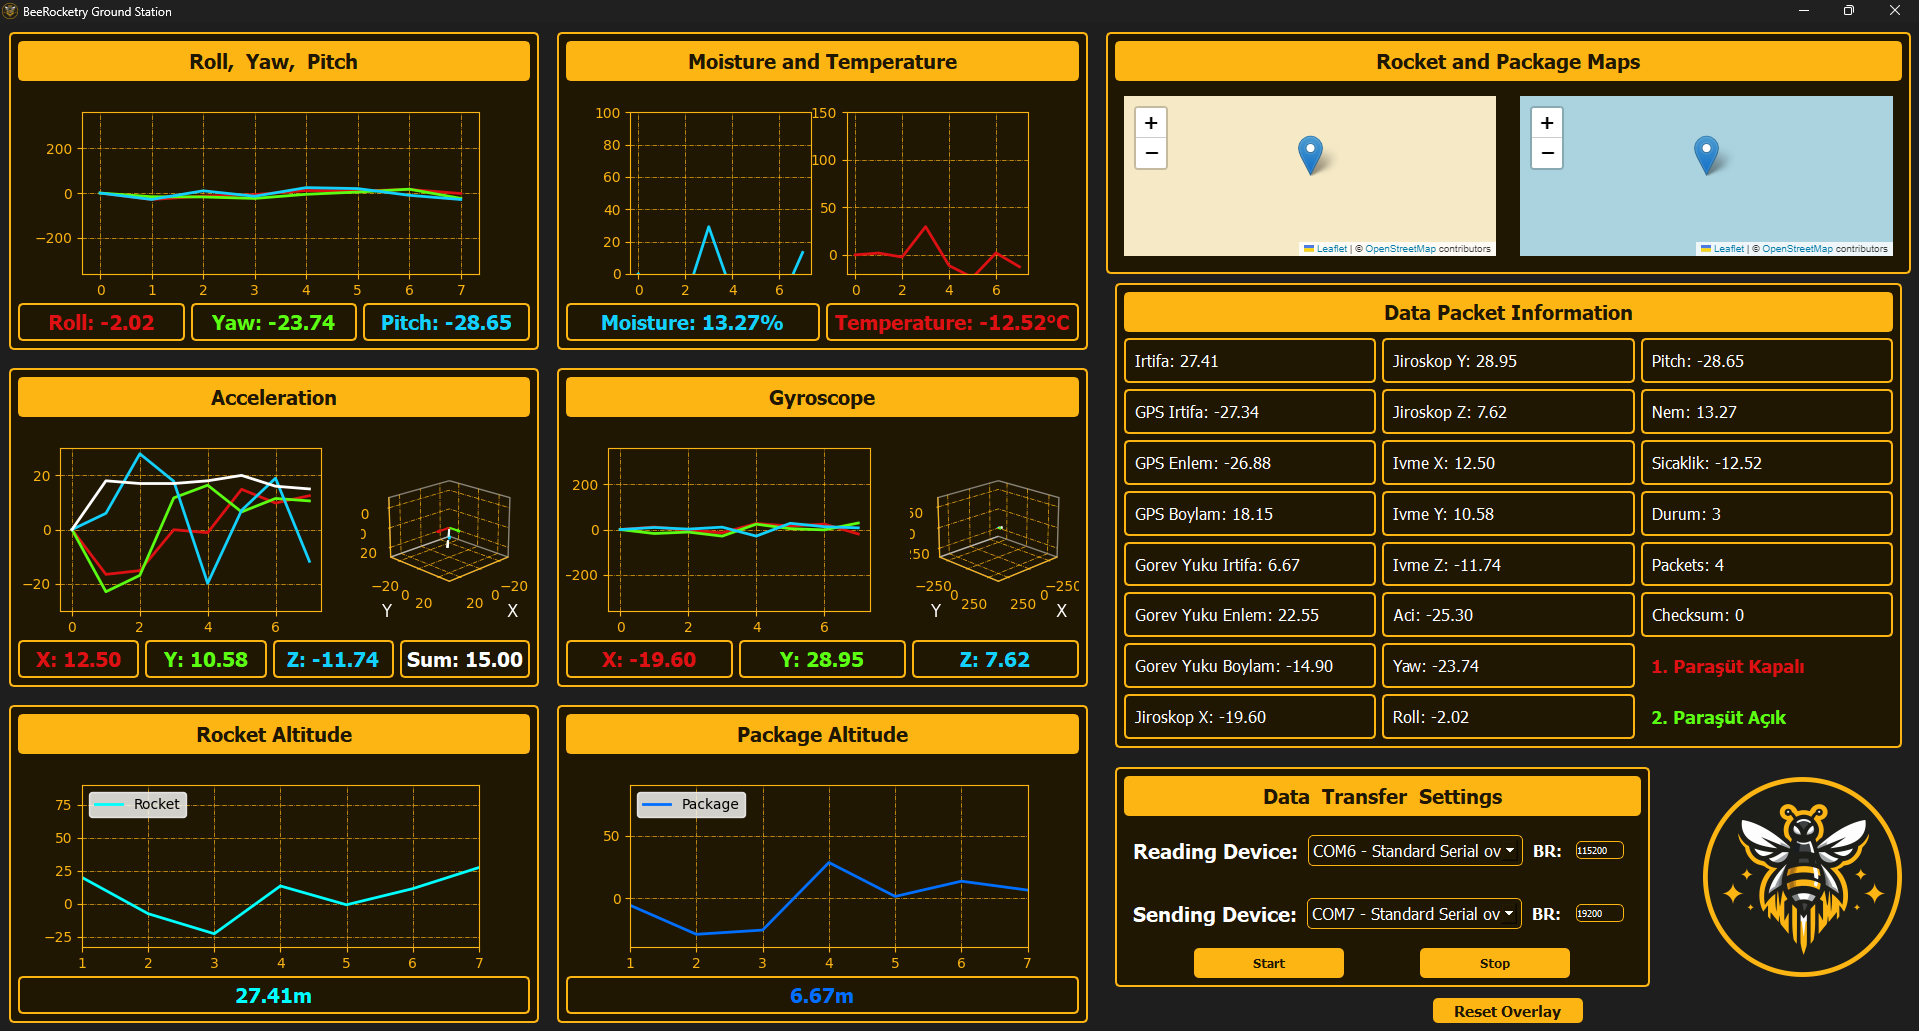 BeeRocketry Ground Station
Roll, Yaw, Pitch
200
0
−200
0 1 2 3 4 5 6 7
Roll: -2.02 Yaw: -23.74 Pitch: -28.65
Moisture and Temperature
100
80
60
40
20
0
0 2 4 6
150
100
50
0
0 2 4 6
Moisture: 13.27% Temperature: -12.52°C
Rocket and Package Maps
+
−
Leaflet | © OpenStreetMap contributors
+
−
Leaflet | © OpenStreetMap contributors
Acceleration
20
0
−20
0 2 4 6
0
0
20
−20 0 20
Y
20 0 −20
X
X: 12.50 Y: 10.58 Z: -11.74 Sum: 15.00
Gyroscope
200
0
-200
0 2 4 6
50
0
250
−250 0 250
Y
250 0 −250
X
X: -19.60 Y: 28.95 Z: 7.62
Data Packet Information
Irtifa: 27.41 Jiroskop Y: 28.95 Pitch: -28.65
GPS Irtifa: -27.34 Jiroskop Z: 7.62 Nem: 13.27
GPS Enlem: -26.88 Ivme X: 12.50 Sicaklik: -12.52
GPS Boylam: 18.15 Ivme Y: 10.58 Durum: 3
Gorev Yuku Irtifa: 6.67 Ivme Z: -11.74 Packets: 4
Gorev Yuku Enlem: 22.55 Aci: -25.30 Checksum: 0
Gorev Yuku Boylam: -14.90 Yaw: -23.74 1. Paraşüt Kapalı
Jiroskop X: -19.60 Roll: -2.02 2. Paraşüt Açık
Rocket Altitude
Rocket
75
50
25
0
−25
1 2 3 4 5 6 7
27.41m
Package Altitude
Package
50
0
1 2 3 4 5 6 7
6.67m
Data Transfer Settings
Reading Device: COM6 - Standard Serial ov BR: 115200
Sending Device: COM7 - Standard Serial ov BR: 19200
Start Stop
Reset Overlay